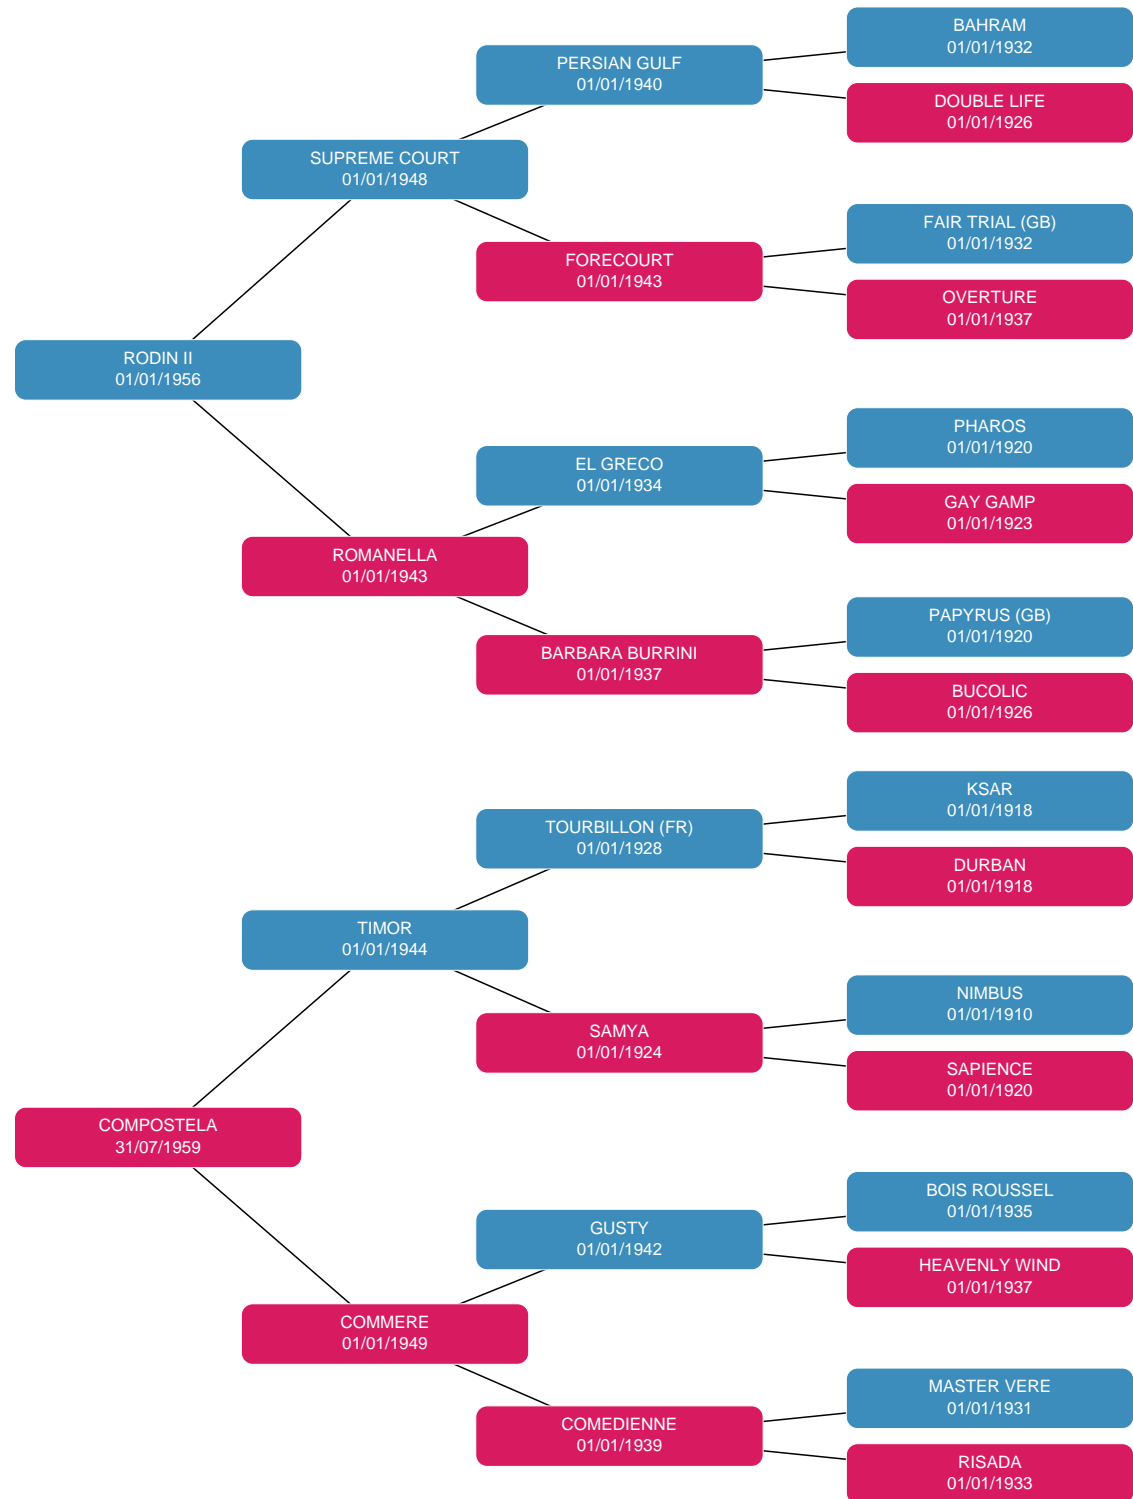 BAHRAM
01/01/1932
PERSIAN GULF
01/01/1940
DOUBLE LIFE
01/01/1926
SUPREME COURT
01/01/1948
FAIR TRIAL (GB)
01/01/1932
FORECOURT
01/01/1943
OVERTURE
01/01/1937
RODIN II
01/01/1956
PHAROS
01/01/1920
EL GRECO
01/01/1934
GAY GAMP
01/01/1923
ROMANELLA
01/01/1943
PAPYRUS (GB)
01/01/1920
BARBARA BURRINI
01/01/1937
BUCOLIC
01/01/1926
KSAR
01/01/1918
TOURBILLON (FR)
01/01/1928
DURBAN
01/01/1918
TIMOR
01/01/1944
NIMBUS
01/01/1910
SAMYA
01/01/1924
SAPIENCE
01/01/1920
COMPOSTELA
31/07/1959
BOIS ROUSSEL
01/01/1935
GUSTY
01/01/1942
HEAVENLY WIND
01/01/1937
COMMERE
01/01/1949
MASTER VERE
01/01/1931
COMEDIENNE
01/01/1939
RISADA
01/01/1933